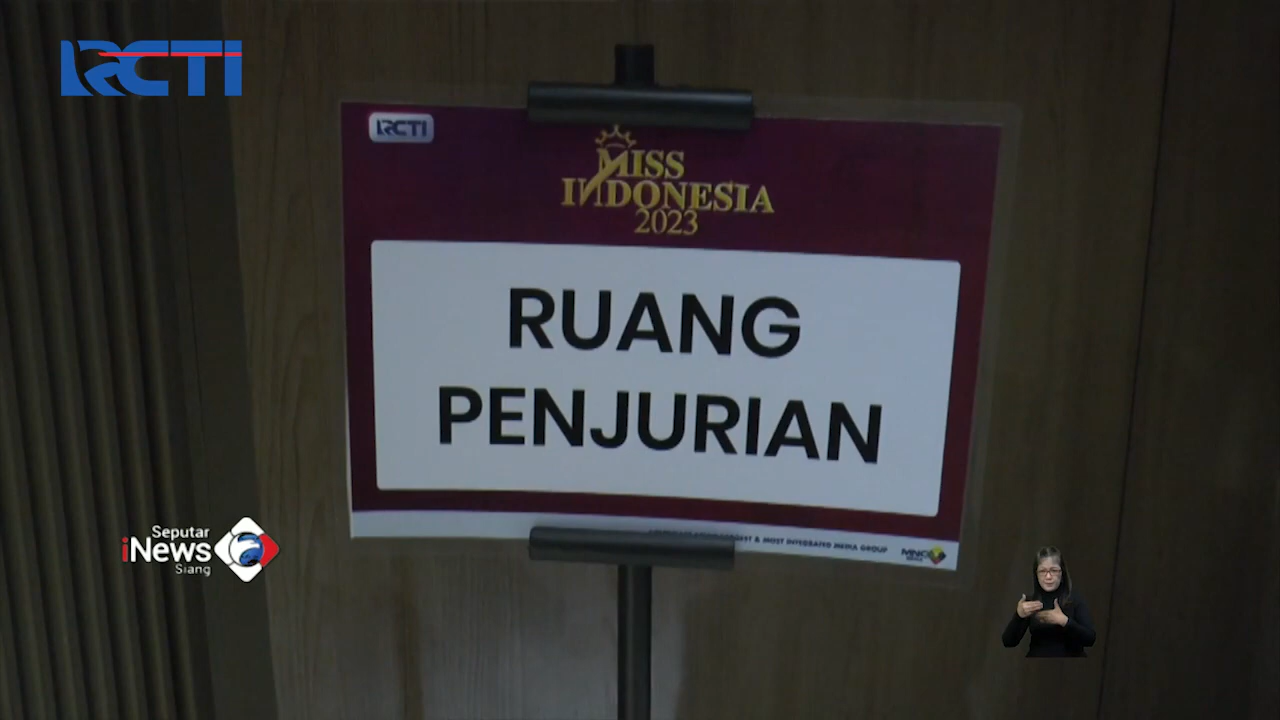 RCTI
RCTI
MISS
INDONESIA
2023
RUANG
PENJURIAN
& MOST INTEGRATED MEDIA GROUP
MNC
Seputar
iNews
Siang